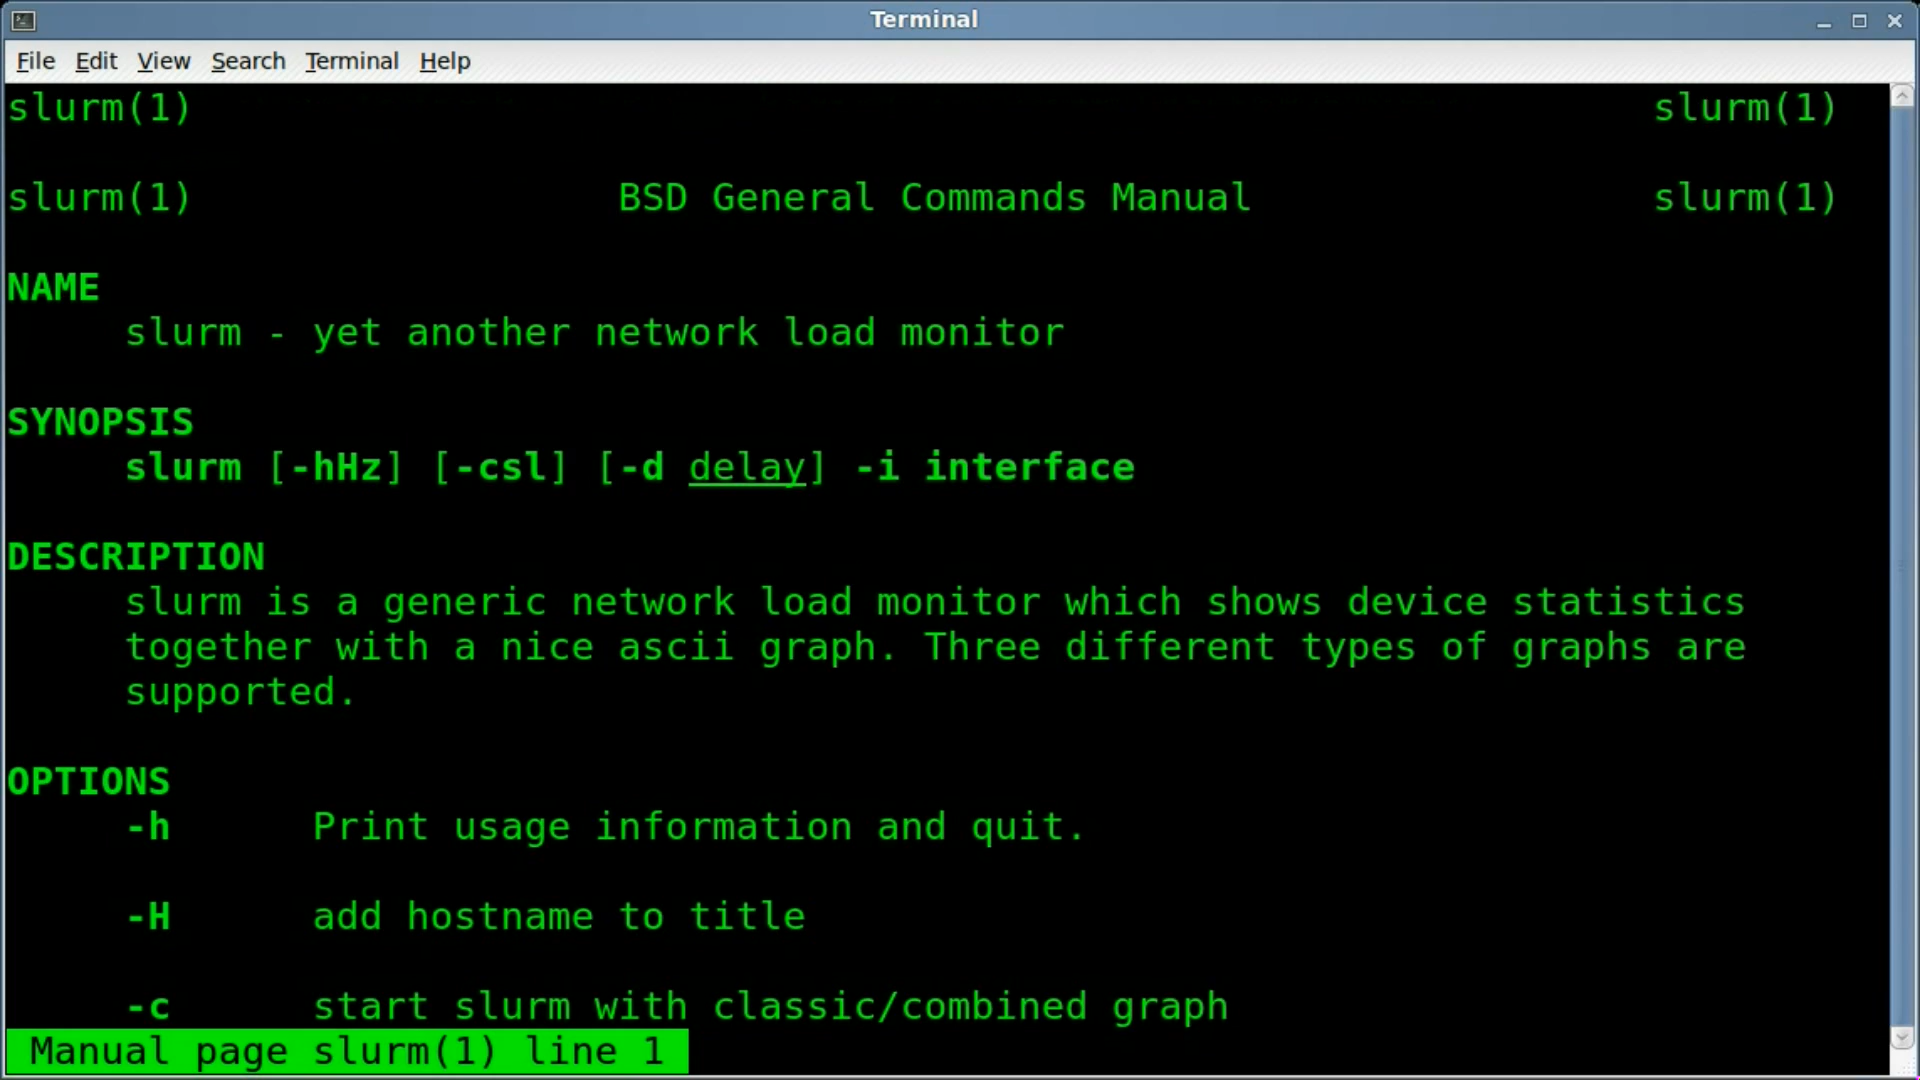 Terminal
File Edit View Search Terminal Help
slurm(1) slurm(1)
slurm(1) BSD General Commands Manual slurm(1)
NAME
slurm - yet another network load monitor
SYNOPSIS
slurm [-hHz] [-csl] [-d delay] -i interface
DESCRIPTION
slurm is a generic network load monitor which shows device statistics
together with a nice ascii graph. Three different types of graphs are
supported.
OPTIONS
-h Print usage information and quit.
-H add hostname to title
-c start slurm with classic/combined graph
Manual page slurm(1) line 1